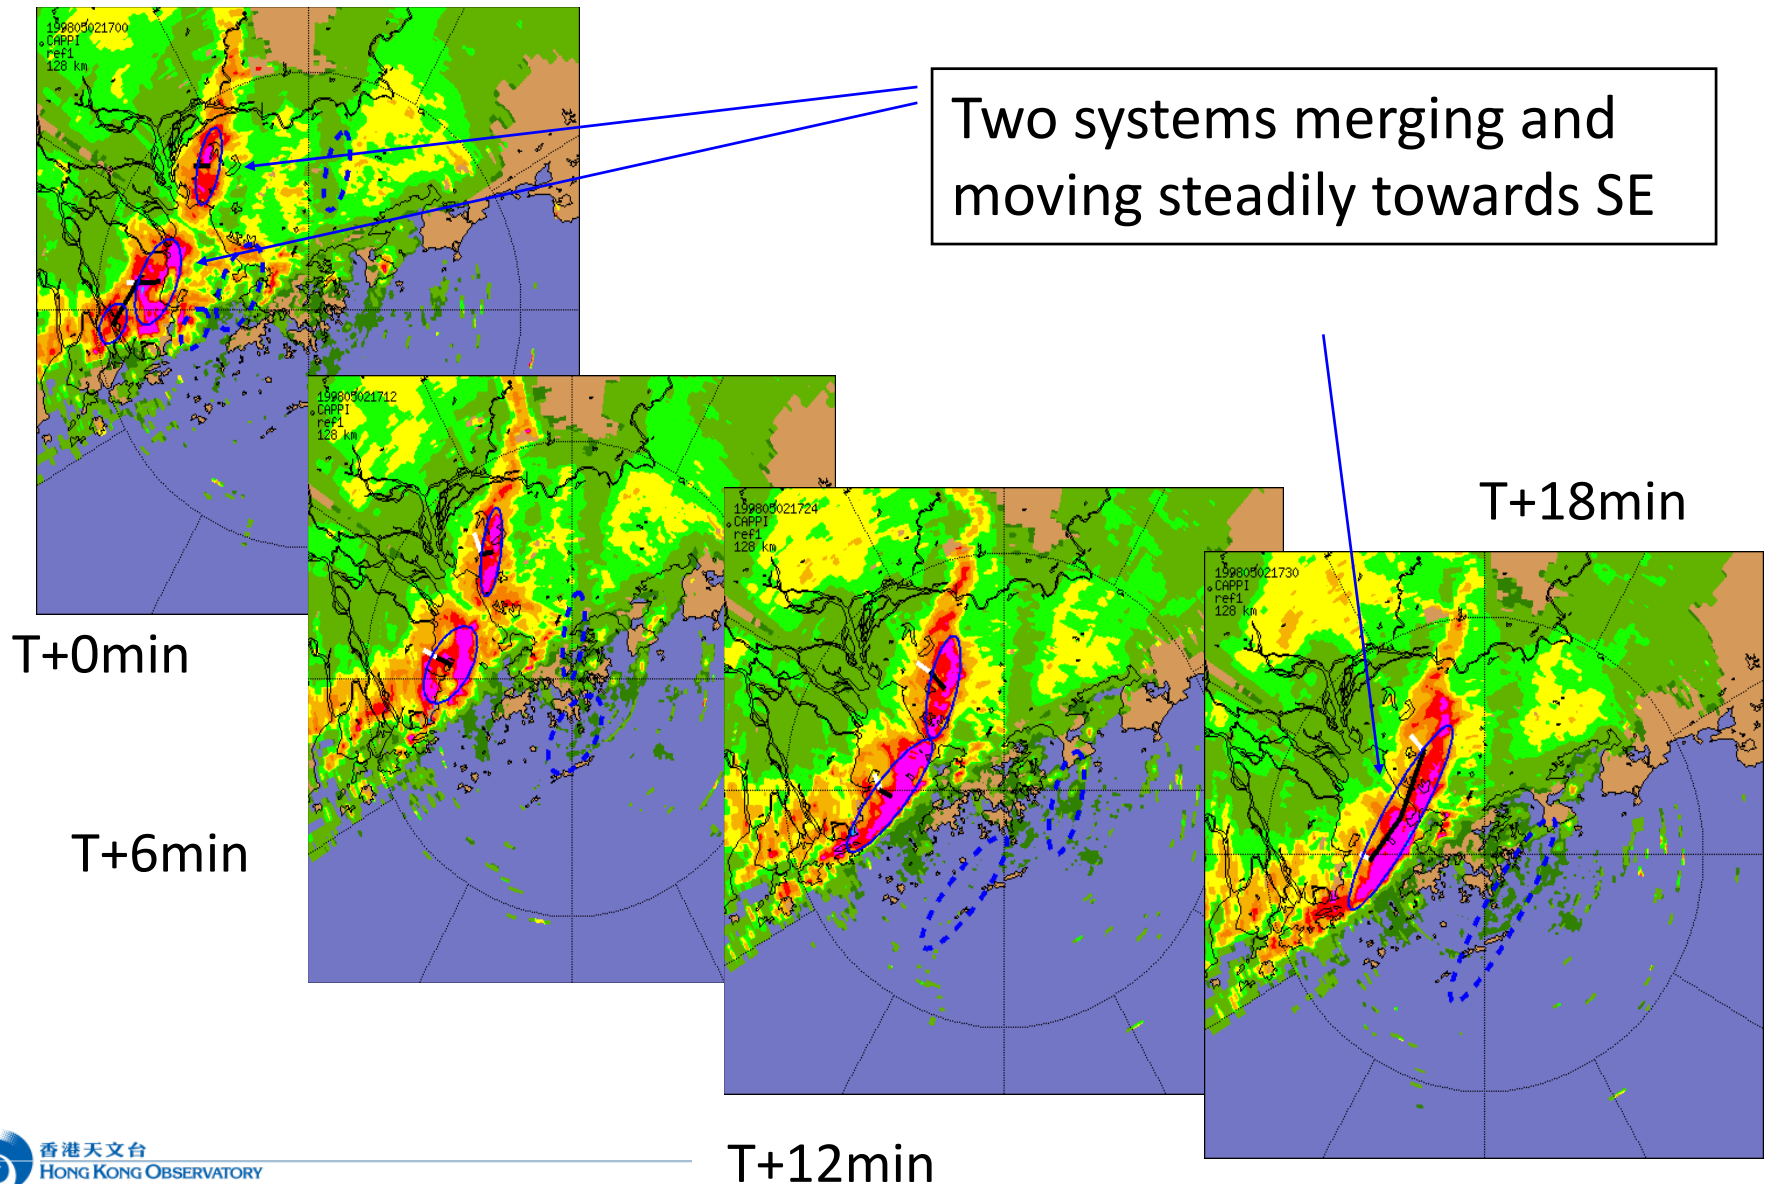 199805021700
CAPPI
ref1
128 km
Two systems merging and
moving steadily towards SE
199805021712
CAPPI
ref1
128 km
T+18min
199805021724
CAPPI
ref1
128 km
199805021730
CAPPI
ref1
128 km
T+0min
T+6min
T+12min
香港天文台
HONG KONG OBSERVATORY